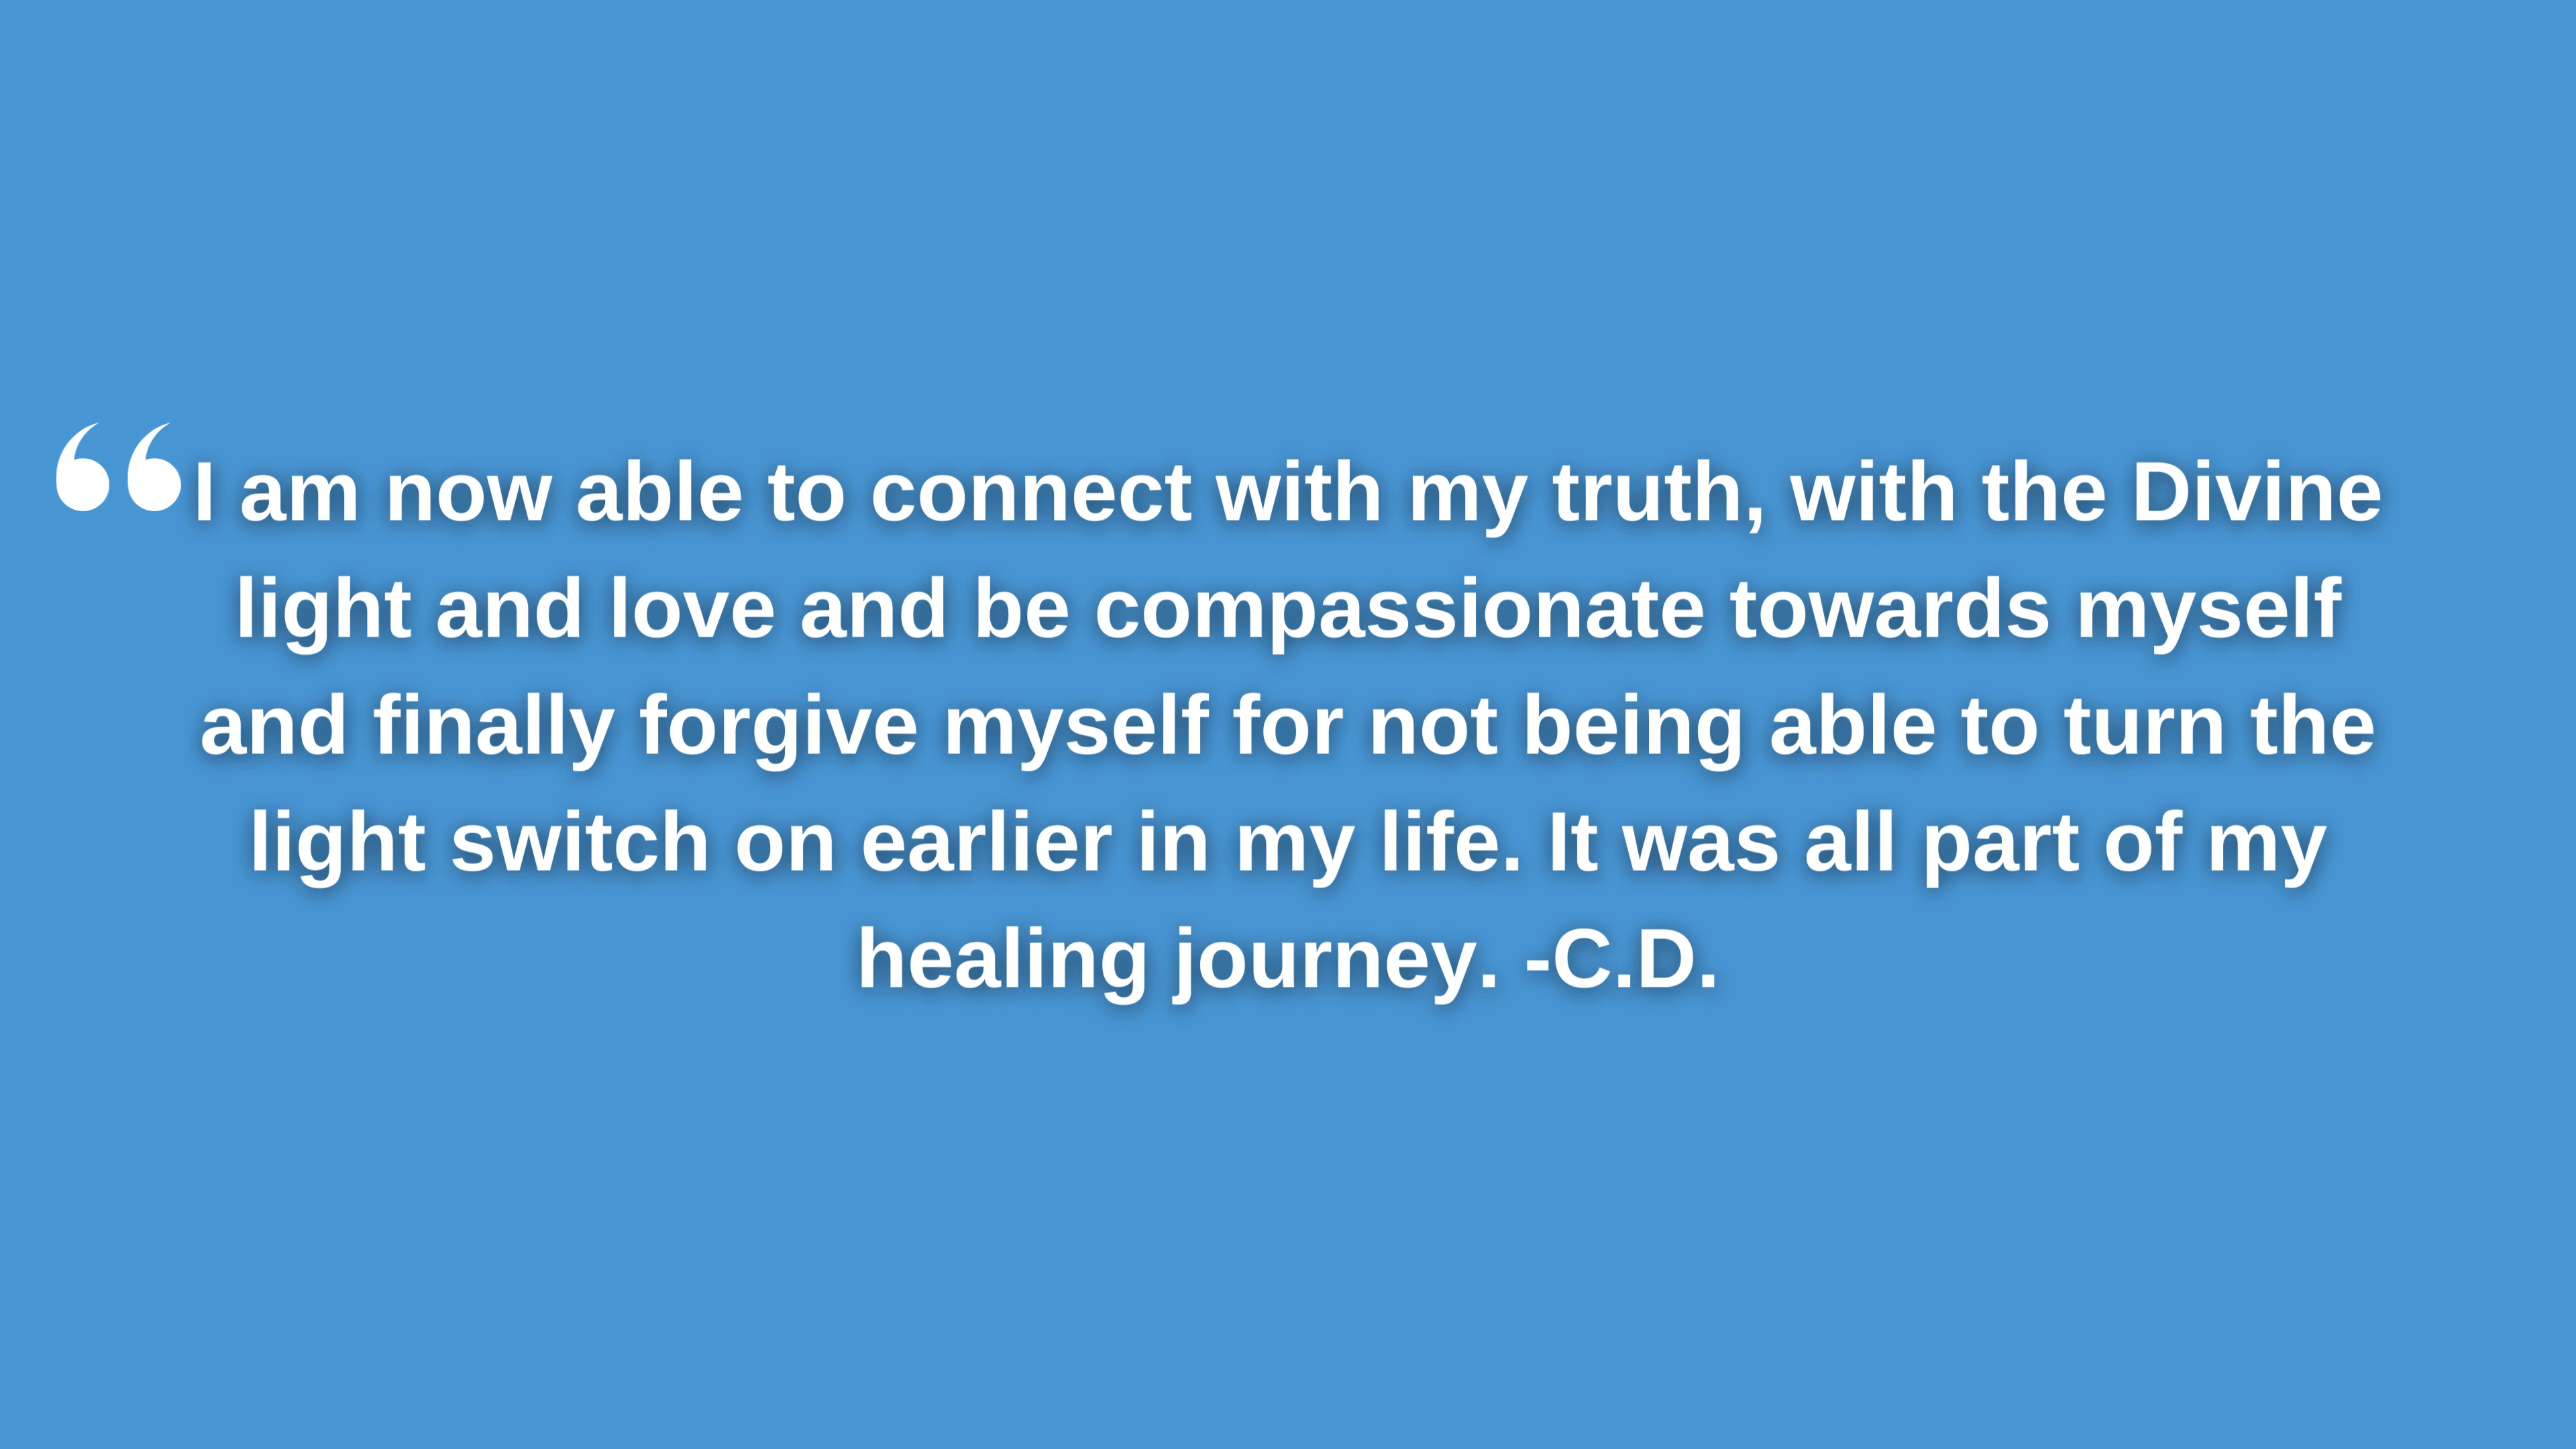 “I am now able to connect with my truth, with the Divine
light and love and be compassionate towards myself
and finally forgive myself for not being able to turn the
light switch on earlier in my life. It was all part of my
healing journey. -C.D.